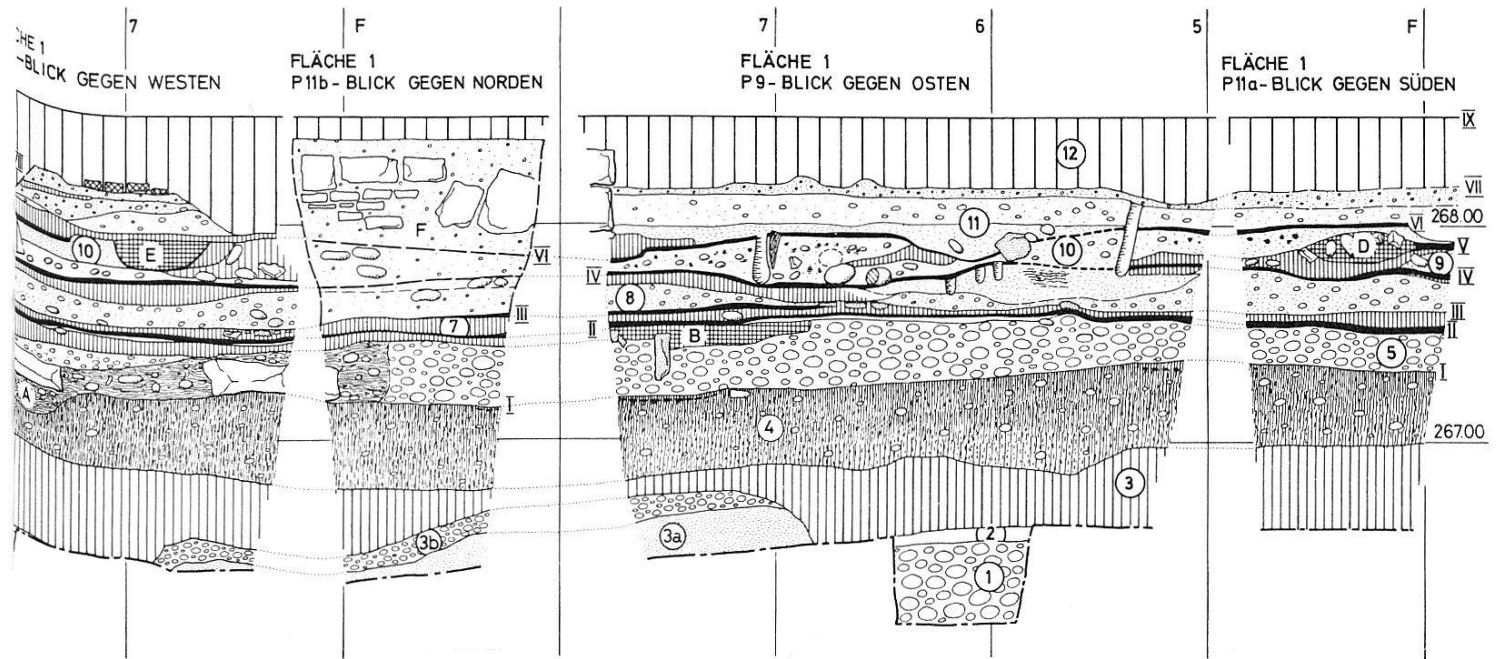 7
F
7
6
5
F
CHE 1
-BLICK GEGEN WESTEN
FLÄCHE 1
P11b-BLICK GEGEN NORDEN
FLÄCHE 1
P9-BLICK GEGEN OSTEN
FLÄCHE 1
P11a-BLICK GEGEN SÜDEN
IX
12
VII
268.00
VI
11
10
F
10
E
VI
D
V
9
IV
IV
8
III
7
II
B
III
II
5
I
A
I
4
267.00
3
3b
3a
2
1